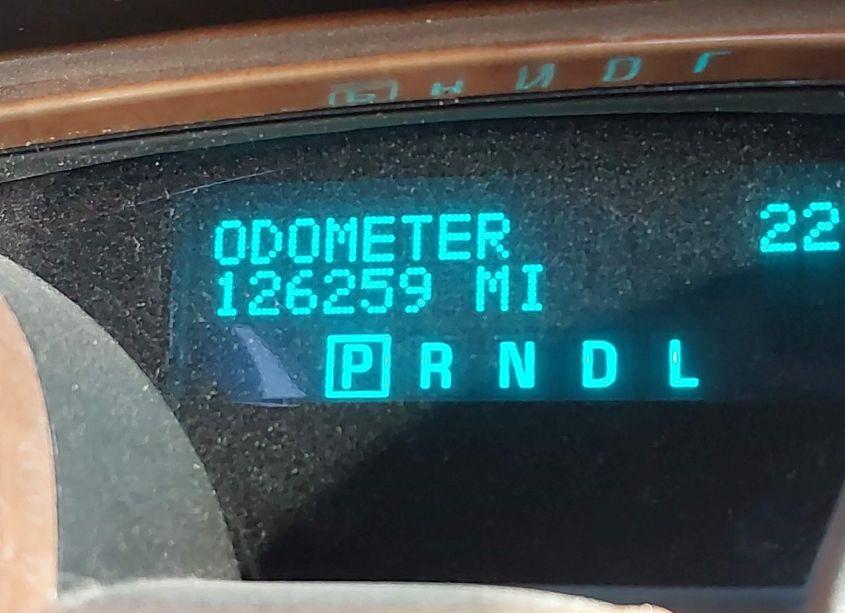 ODOMETER 22
126259 MI
P R N D L